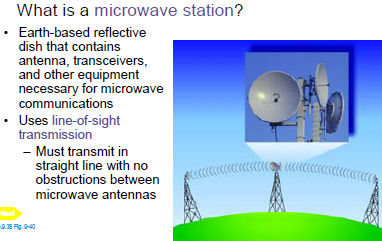 What is a microwave station?
• Earth-based reflective
dish that contains
antenna, transceivers,
and other equipment
necessary for microwave
communications
• Uses line-of-sight
transmission
– Must transmit in
straight line with no
obstructions between
microwave antennas
9.38 Fig. 9-40